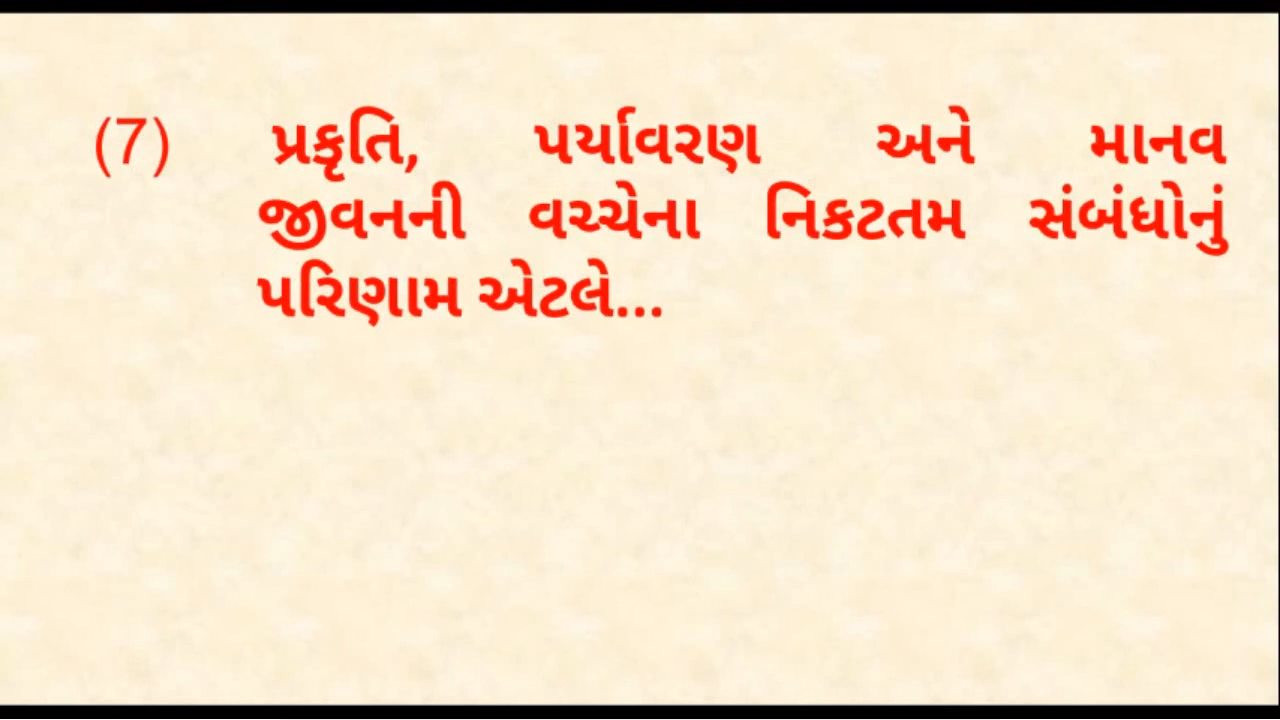 (7) પ્રકૃતિ, પર્યાવરણ અને માનવ
જીવનની વચ્ચેના નિકટતમ સંબંધોનું
પરિણામ એટલે...